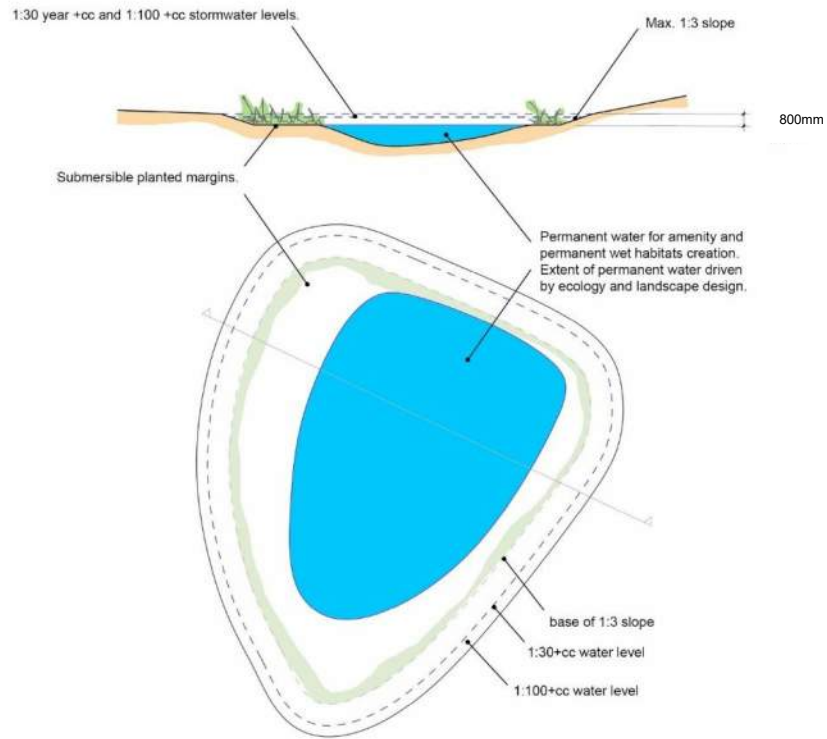 1:30 year +cc and 1:100 +cc stormwater levels.
Max. 1:3 slope
800mm
Submersible planted margins.
Permanent water for amenity and
permanent wet habitats creation.
Extent of permanent water driven
by ecology and landscape design.
base of 1:3 slope
1:30+cc water level
1:100+cc water level